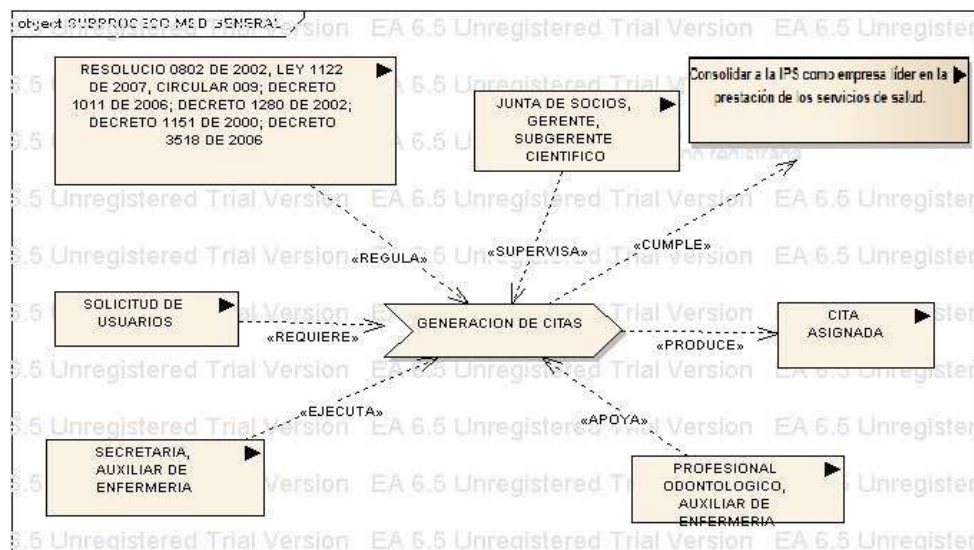 object SUBPROCESO MED GENERAL
RESOLUCIO 0802 DE 2002, LEY 1122
DE 2007, CIRCULAR 009; DECRETO
1011 DE 2006; DECRETO 1280 DE 2002;
DECRETO 1151 DE 2000; DECRETO
3518 DE 2006
JUNTA DE SOCIOS,
GERENTE,
SUBGERENTE
CIENTIFICO
Consolidar a la IPS como empresa líder en la
prestación de los servicios de salud.
«REGULA»
«SUPERVISA»
«CUMPLE»
SOLICITUD DE
USUARIOS
«REQUIERE»
GENERACION DE CITAS
«PRODUCE»
CITA
ASIGNADA
«EJECUTA»
«APOYA»
SECRETARIA,
AUXILIAR DE
ENFERMERIA
PROFESIONAL
ODONTOLOGICO,
AUXILIAR DE
ENFERMERIA
EA 6.5 Unregistered Trial Version